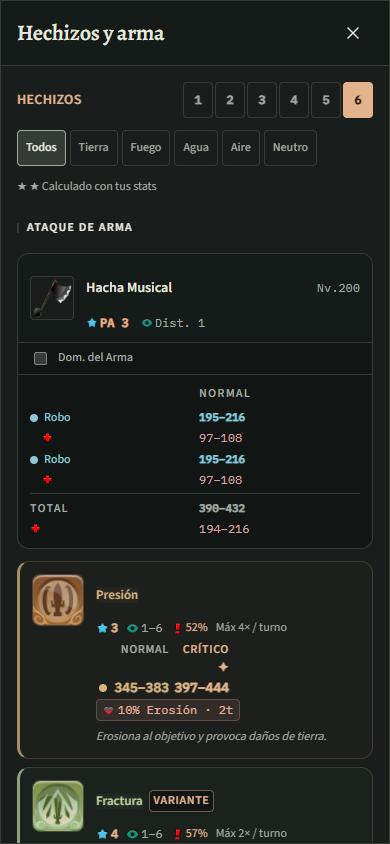 Hechizos y arma
HECHIZOS 1 2 3 4 5 6
Todos Tierra Fuego Agua Aire Neutro
★ ★ Calculado con tus stats
ATAQUE DE ARMA
Hacha Musical Nv.200
PA 3 Dist. 1
Dom. del Arma
NORMAL
Robo 195–216
97–108
Robo 195–216
97–108
TOTAL 390–432
194–216
Presión
3 1–6 52% Máx 4× / turno
NORMAL CRÍTICO
345–383 397–444
10% Erosión · 2t
Erosiona al objetivo y provoca daños de tierra.
Fractura VARIANTE
4 1–6 57% Máx 2× / turno